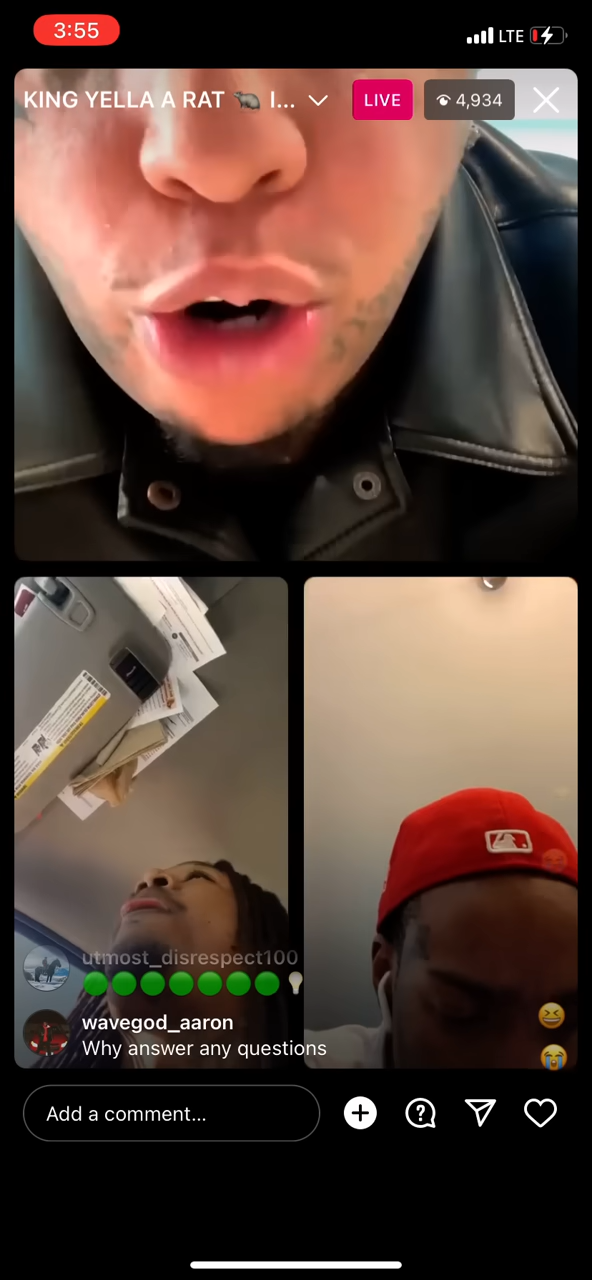 3:55
LTE
KING YELLA A RAT 🐀 I...
LIVE
4,934
utmost_disrespect100
🟢🟢🟢🟢🟢🟢🟢💡
wavegod_aaron
Why answer any questions
Add a comment...